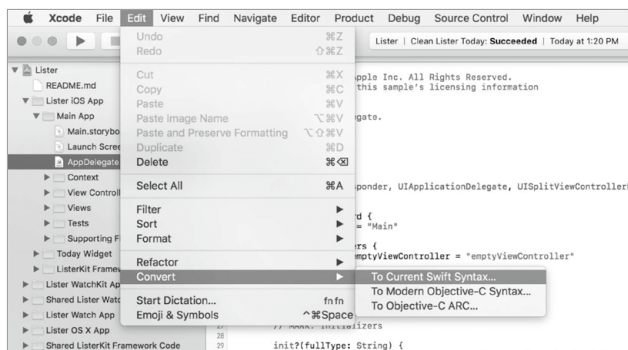 Xcode File Edit View Find Navigate Editor Product Debug Source Control Window Help
Lister | Clean Lister Today: Succeeded | Today at 1:20 PM
Undo ⌘Z
Redo ⇧⌘Z
Cut ⌘X
Copy ⌘C
Paste ⌘V
Paste Image Name ⌥⌘V
Paste and Preserve Formatting ⌥⇧⌘V
Duplicate ⌘D
Delete ⌘⌫
Select All ⌘A
Filter
Sort
Format
Refactor
Convert
Start Dictation... fn fn
Emoji & Symbols ^⌘Space
To Current Swift Syntax...
To Modern Objective-C Syntax...
To Objective-C ARC...
Lister
README.md
Lister iOS App
Main App
Main.storybo
Launch Scree
AppDelegate
Context
View Controll
Views
Tests
Supporting F
Today Widget
ListerKit Framew
Lister WatchKit Ap
Shared Lister Watc
Lister Watch App
Lister OS X App
Shared ListerKit Framework Code
pple Inc. All Rights Reserved.
this sample's licensing information
gate.
ponder, UIApplicationDelegate, UISplitViewController
rd {
= "Main"
ers {
emptyViewController = "emptyViewController"
27 // MARK: Initializers
28
29 init?(fullType: String) {